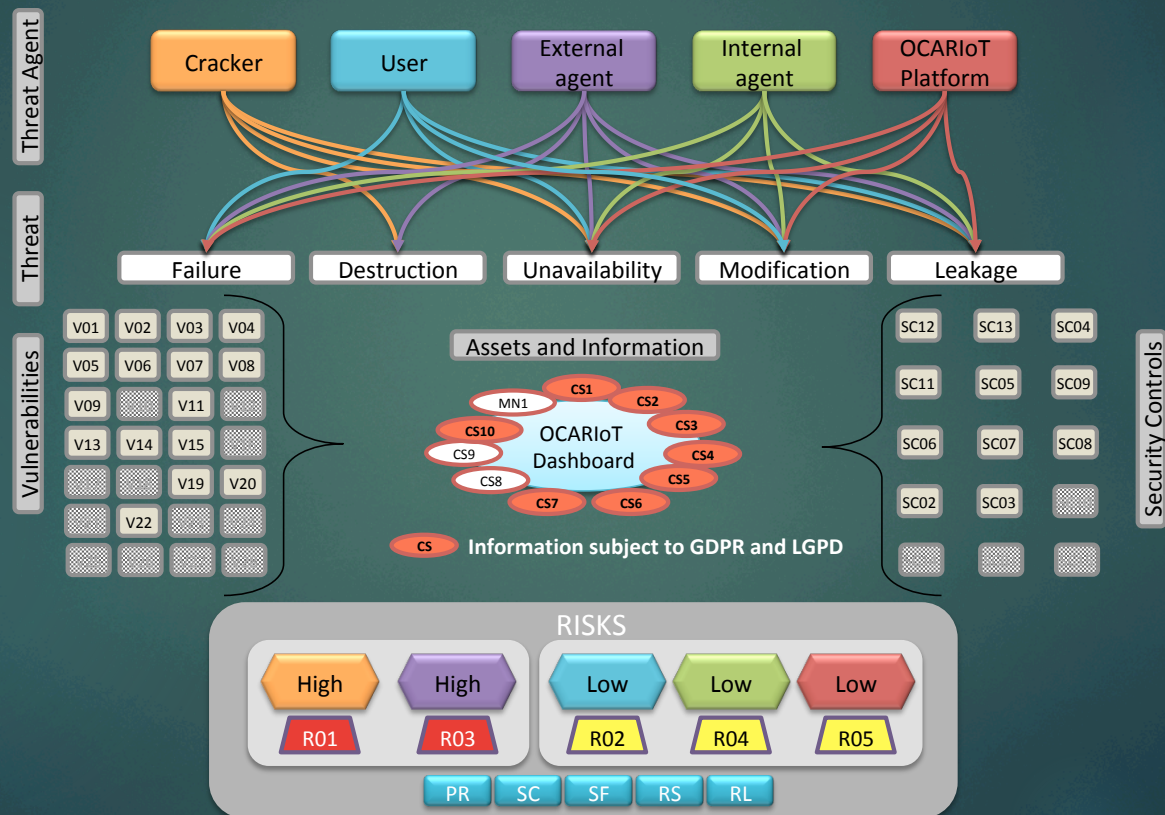 Threat Agent
Cracker
User
External
agent
Internal
agent
OCARIoT
Platform
Threat
Failure
Destruction
Unavailability
Modification
Leakage
Vulnerabilities
V01
V02
V03
V04
V05
V06
V07
V08
V09
V11
V13
V14
V15
V19
V20
V22
Assets and Information
CS1
CS2
CS3
CS4
CS5
CS6
CS7
CS8
CS9
CS10
MN1
OCARIoT
Dashboard
CS
Information subject to GDPR and LGPD
Security Controls
SC12
SC13
SC04
SC11
SC05
SC09
SC06
SC07
SC08
SC02
SC03
RISKS
High
High
Low
Low
Low
R01
R03
R02
R04
R05
PR
SC
SF
RS
RL